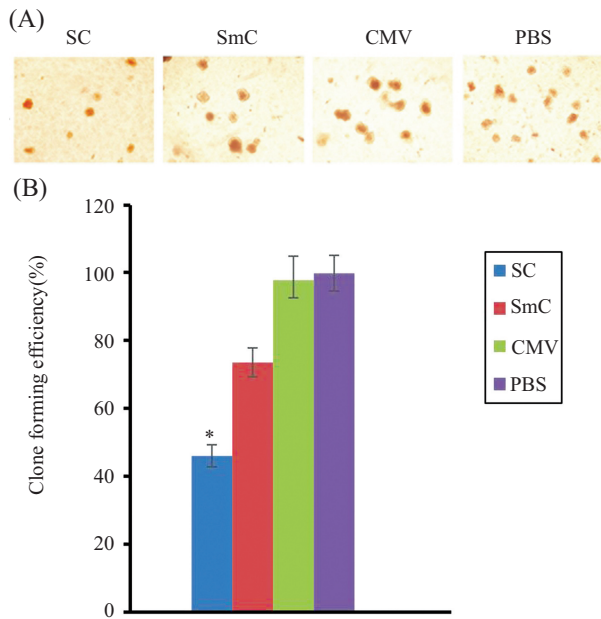 (A)
SC
SmC
CMV
PBS
(B)
120
100
80
60
40
20
0
Clone forming efficiency(%)
*
SC
SmC
CMV
PBS